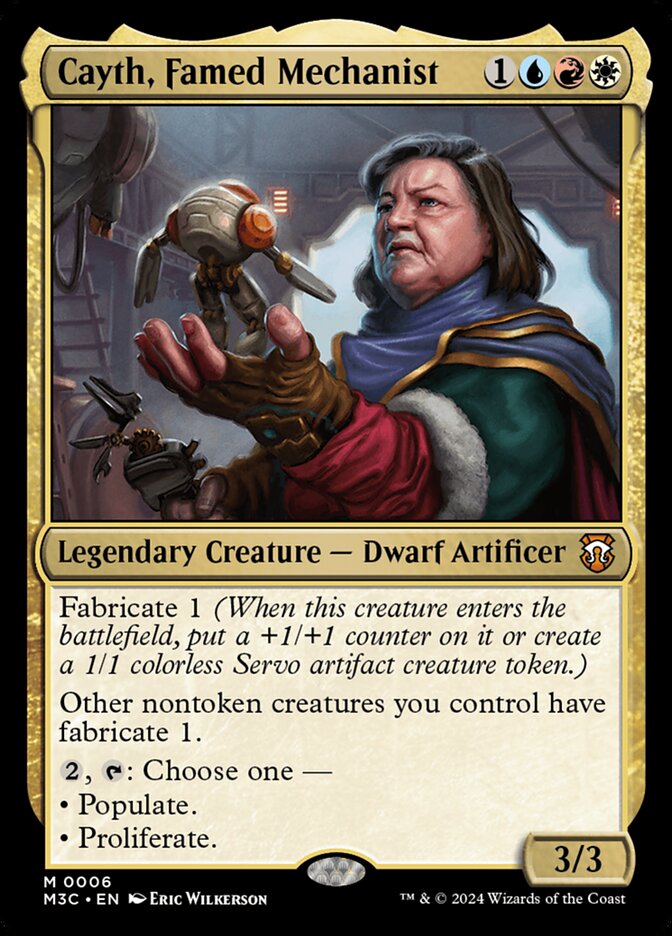 Cayth, Famed Mechanist 1
Legendary Creature — Dwarf Artificer
Fabricate 1 (When this creature enters the
battlefield, put a +1/+1 counter on it or create
a 1/1 colorless Servo artifact creature token.)
Other nontoken creatures you control have
fabricate 1.
2, : Choose one —
• Populate.
• Proliferate.
3/3
M 0006
M3C • EN Eric Wilkerson
™ & © 2024 Wizards of the Coast